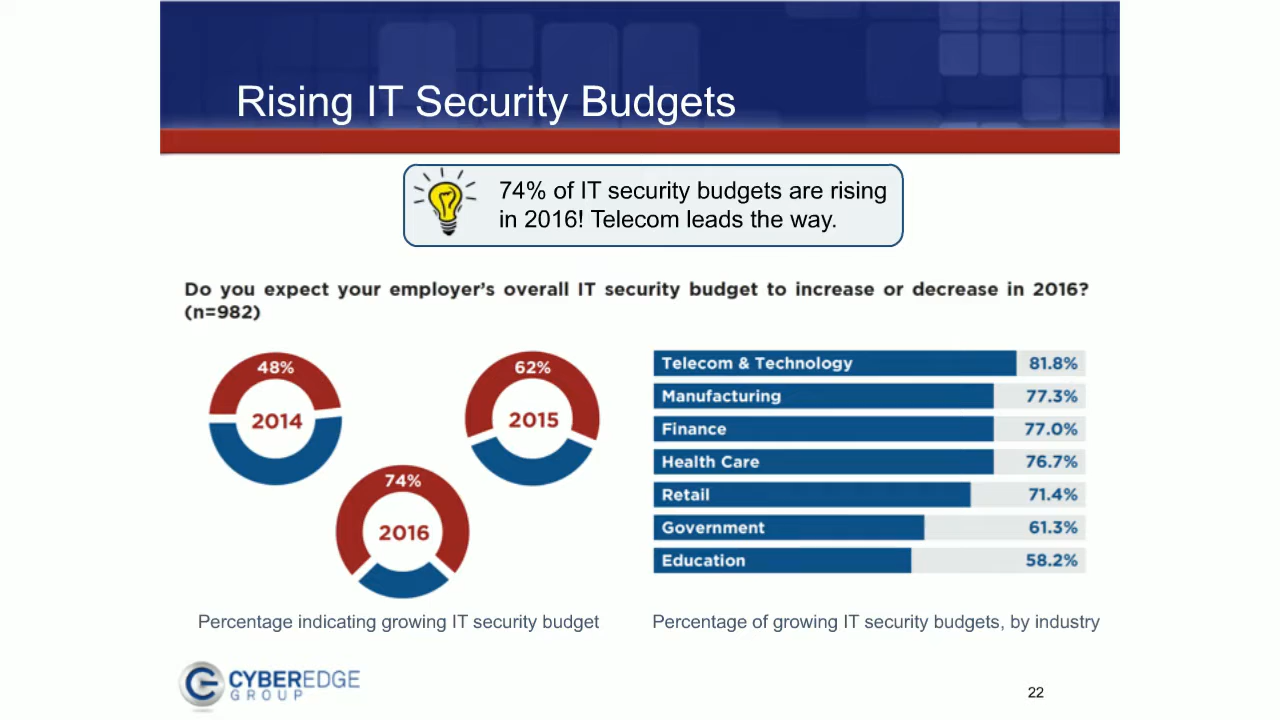 Rising IT Security Budgets
74% of IT security budgets are rising
in 2016! Telecom leads the way.
Do you expect your employer's overall IT security budget to increase or decrease in 2016?
(n=982)
48%
2014
62%
2015
74%
2016
Percentage indicating growing IT security budget
Telecom & Technology 81.8%
Manufacturing 77.3%
Finance 77.0%
Health Care 76.7%
Retail 71.4%
Government 61.3%
Education 58.2%
Percentage of growing IT security budgets, by industry
CYBEREDGE
GROUP
22